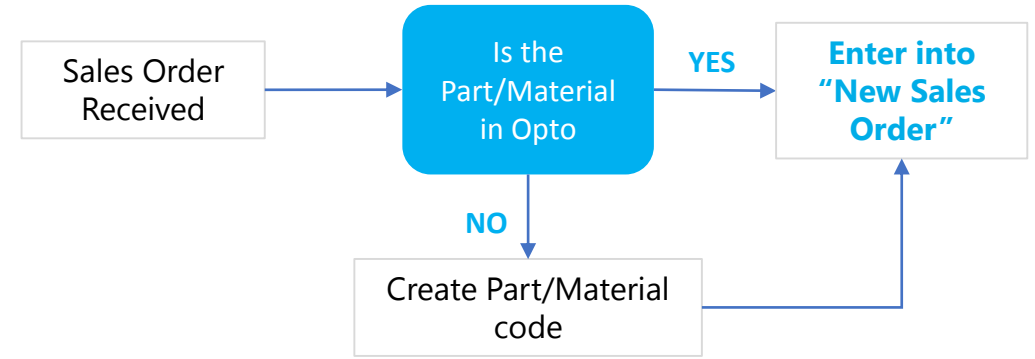 Sales Order
Received
Is the
Part/Material
in Opto
YES
Enter into
“New Sales
Order”
NO
Create Part/Material
code